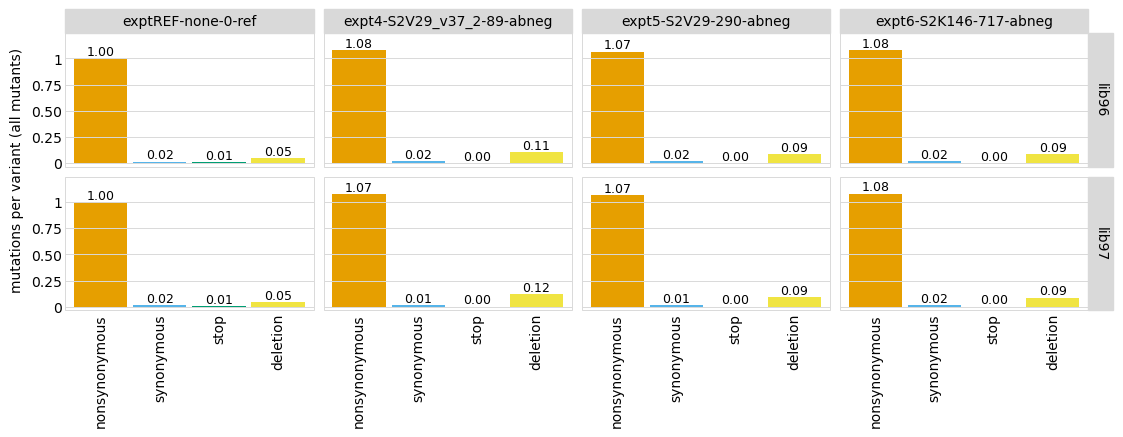 exptREF-none-0-ref
expt4-S2V29_v37_2-89-abneg
expt5-S2V29-290-abneg
expt6-S2K146-717-abneg
mutations per variant (all mutants)
1
0.75
0.50
0.25
0
1.00
0.02
0.01
0.05
1.08
0.02
0.00
0.11
1.07
0.02
0.00
0.09
1.08
0.02
0.00
0.09
lib96
1
0.75
0.50
0.25
0
1.00
0.02
0.01
0.05
1.07
0.01
0.00
0.12
1.07
0.01
0.00
0.09
1.08
0.02
0.00
0.09
lib97
nonsynonymous
synonymous
stop
deletion
nonsynonymous
synonymous
stop
deletion
nonsynonymous
synonymous
stop
deletion
nonsynonymous
synonymous
stop
deletion